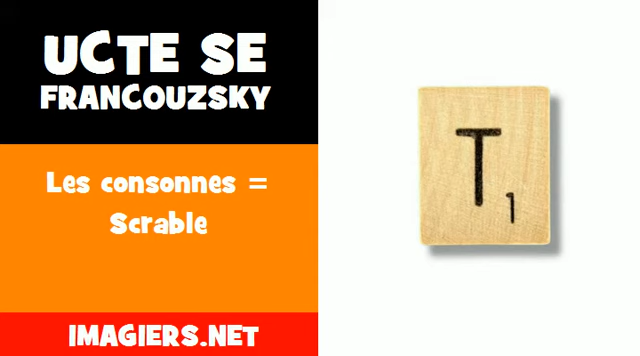 UCTE SE
FRANCOUZSKY
Les consonnes =
Scrable
IMAGIERS.NET
T
1